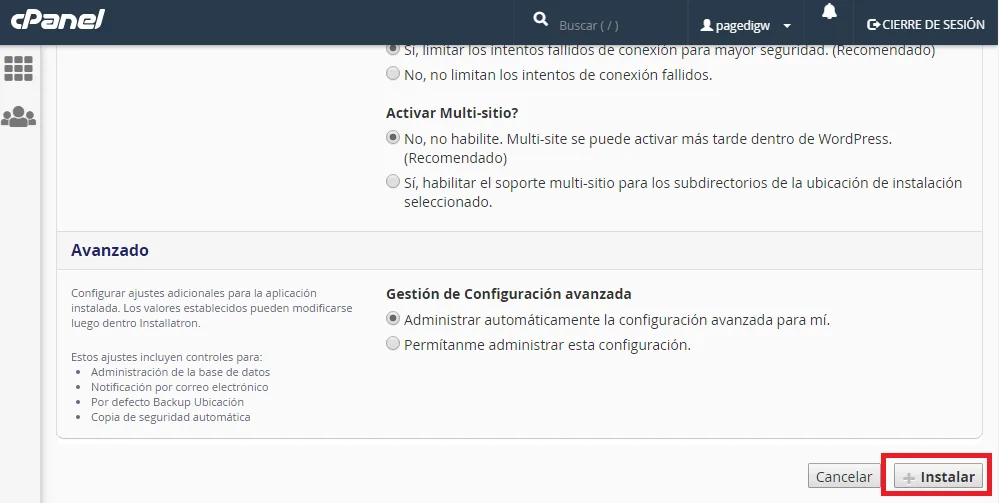 cPanel
Buscar ( / )
pagedigw
CIERRE DE SESIÓN
Sí, limitar los intentos fallidos de conexión para mayor seguridad. (Recomendado)
No, no limitan los intentos de conexión fallidos.
Activar Multi-sitio?
No, no habilite. Multi-site se puede activar más tarde dentro de WordPress.
(Recomendado)
Sí, habilitar el soporte multi-sitio para los subdirectorios de la ubicación de instalación
seleccionado.
Avanzado
Configurar ajustes adicionales para la aplicación
instalada. Los valores establecidos pueden modificarse
luego dentro Installatron.
Estos ajustes incluyen controles para:
• Administración de la base de datos
• Notificación por correo electrónico
• Por defecto Backup Ubicación
• Copia de seguridad automática
Gestión de Configuración avanzada
Administrar automáticamente la configuración avanzada para mí.
Permítanme administrar esta configuración.
Cancelar
+ Instalar